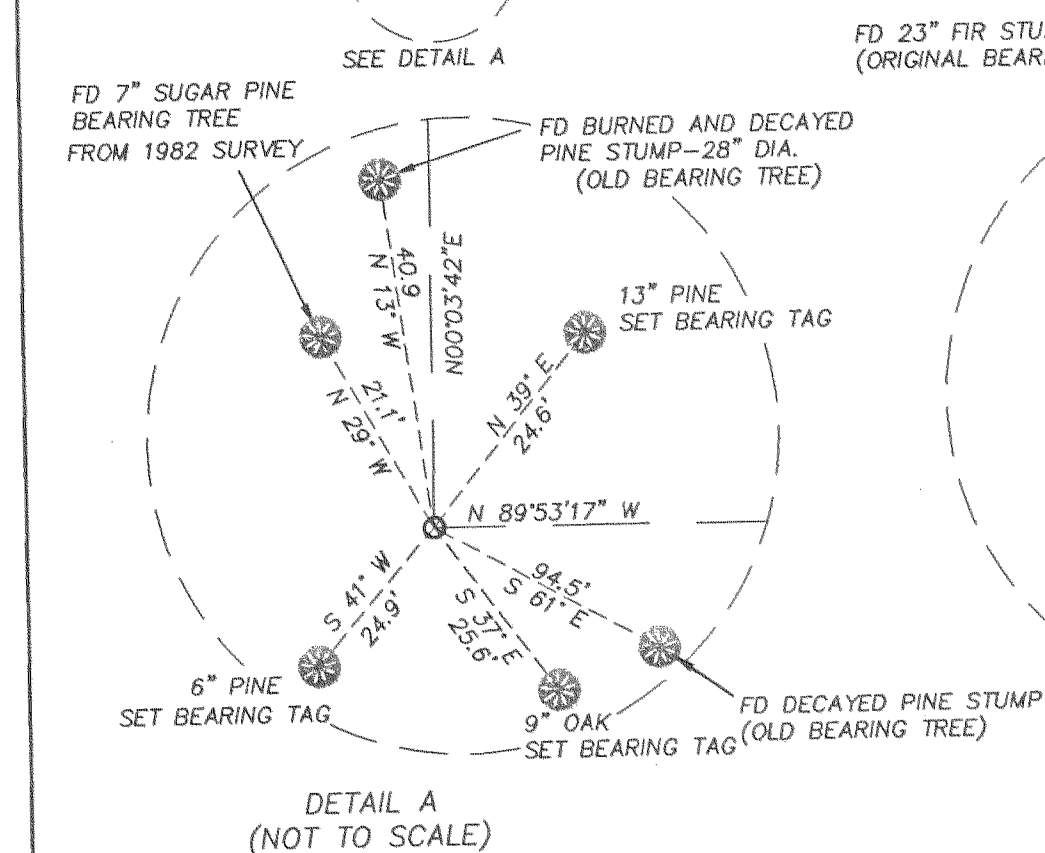 SEE DETAIL A
FD 23" FIR STU
(ORIGINAL BEAR
FD 7" SUGAR PINE
BEARING TREE
FROM 1982 SURVEY
FD BURNED AND DECAYED
PINE STUMP-28" DIA.
(OLD BEARING TREE)
40.9
N 13° W
N00°03'42"E
13" PINE
SET BEARING TAG
21.1'
N 29° W
N 39° E
24.6'
N 89°53'17" W
S 41° W
24.9'
94.5'
S 61° E
S 37° E
25.6'
6" PINE
SET BEARING TAG
9" OAK
SET BEARING TAG
FD DECAYED PINE STUMP
(OLD BEARING TREE)
DETAIL A
(NOT TO SCALE)